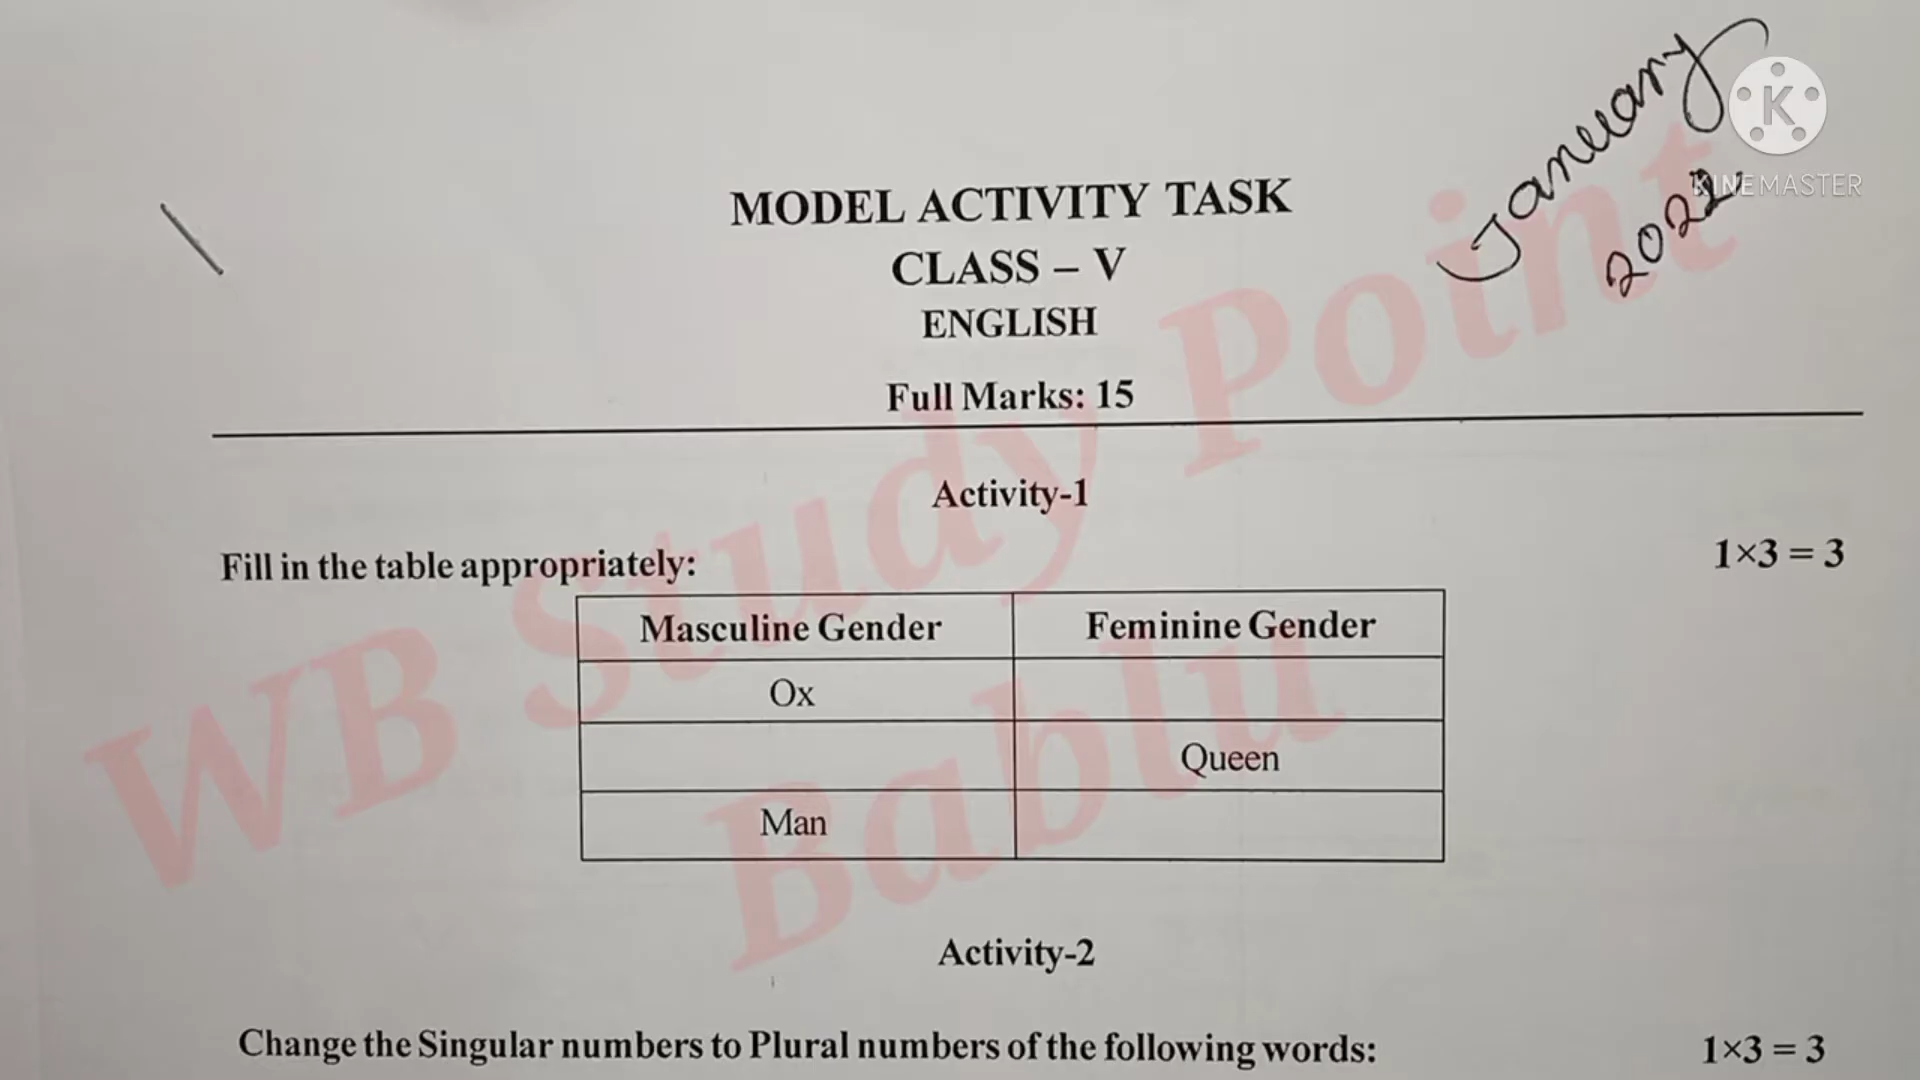 January
2022
K
KINEMASTER
MODEL ACTIVITY TASK
CLASS – V
ENGLISH
Full Marks: 15
Activity-1
Fill in the table appropriately: 1×3 = 3
Masculine Gender Feminine Gender
Ox
Queen
Man
WB Study Point
Bablu
Activity-2
Change the Singular numbers to Plural numbers of the following words: 1×3 = 3